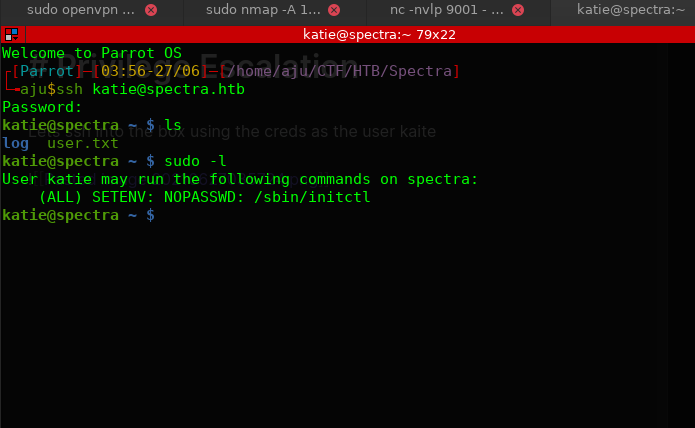 sudo openvpn ... sudo nmap -A 1... nc -nvlp 9001 - ... katie@spectra:~
katie@spectra:~ 79x22
Welcome to Parrot OS
# Privilege Escalation
[Parrot]-[03:56-27/06]-[/home/aju/CTF/HTB/Spectra]
aju$ssh katie@spectra.htb
Password:
katie@spectra ~ $ ls
Lets ssh into the box using the creds as the user kaite
log user.txt
katie@spectra ~ $ sudo -l
User katie may run the following commands on spectra:
(ALL) SETENV: NOPASSWD: /sbin/initctl
katie@spectra ~ $